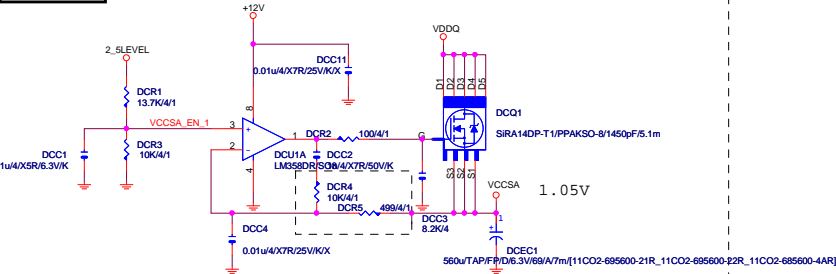 +12V
VDDQ
2_5LEVEL
DCC11
0.01u/4/X7R/25V/K/X
D1
D2
D3
D4
D5
DCR1
13.7K/4/1
8
DCQ1
SiRA14DP-T1/PPAKSO-8/1450pF/5.1m
VCCSA_EN_1
3
+
1
DCR2
100/4/1
G
2
-
DCR3
10K/4/1
DCC1
1u/4/X5R/6.3V/K
DCU1A
DCC2
4
S3
S2
S1
DCR4
10K/4/1
VCCSA
1.05V
DCR5
499/4/1
DCC3
8.2K/4
1
+
DCC4
0.01u/4/X7R/25V/K/X
DCEC1
560u/TAP/FP/D/6.3V/69/A/7m/[11CO2-695600-21R_11CO2-695600-22R_11CO2-685600-4AR]